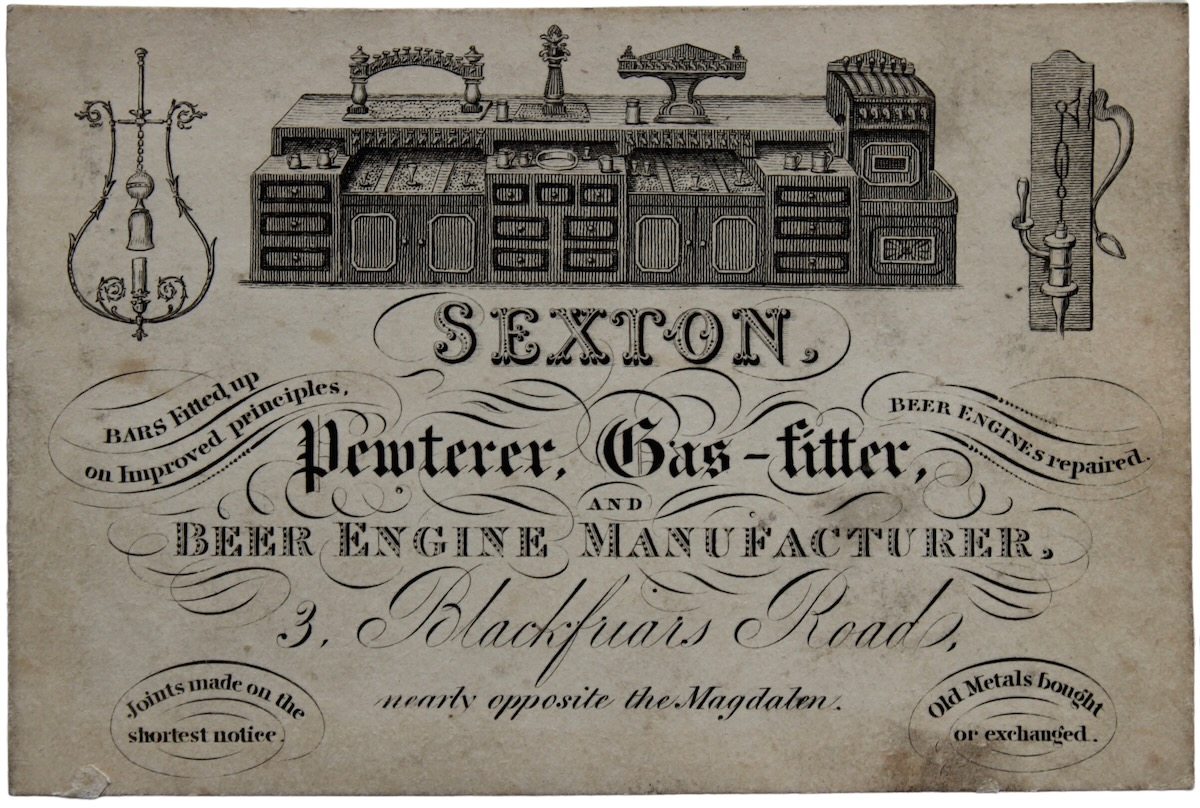 SEXTON,
BARS Fitted up
on Improved principles,
BEER ENGINES repaired.
Pewterer, Gas-fitter,
AND
BEER ENGINE MANUFACTURER,
3, Blackfriars Road,
nearly opposite the Magdalen.
Joints made on the
shortest notice.
Old Metals bought
or exchanged.